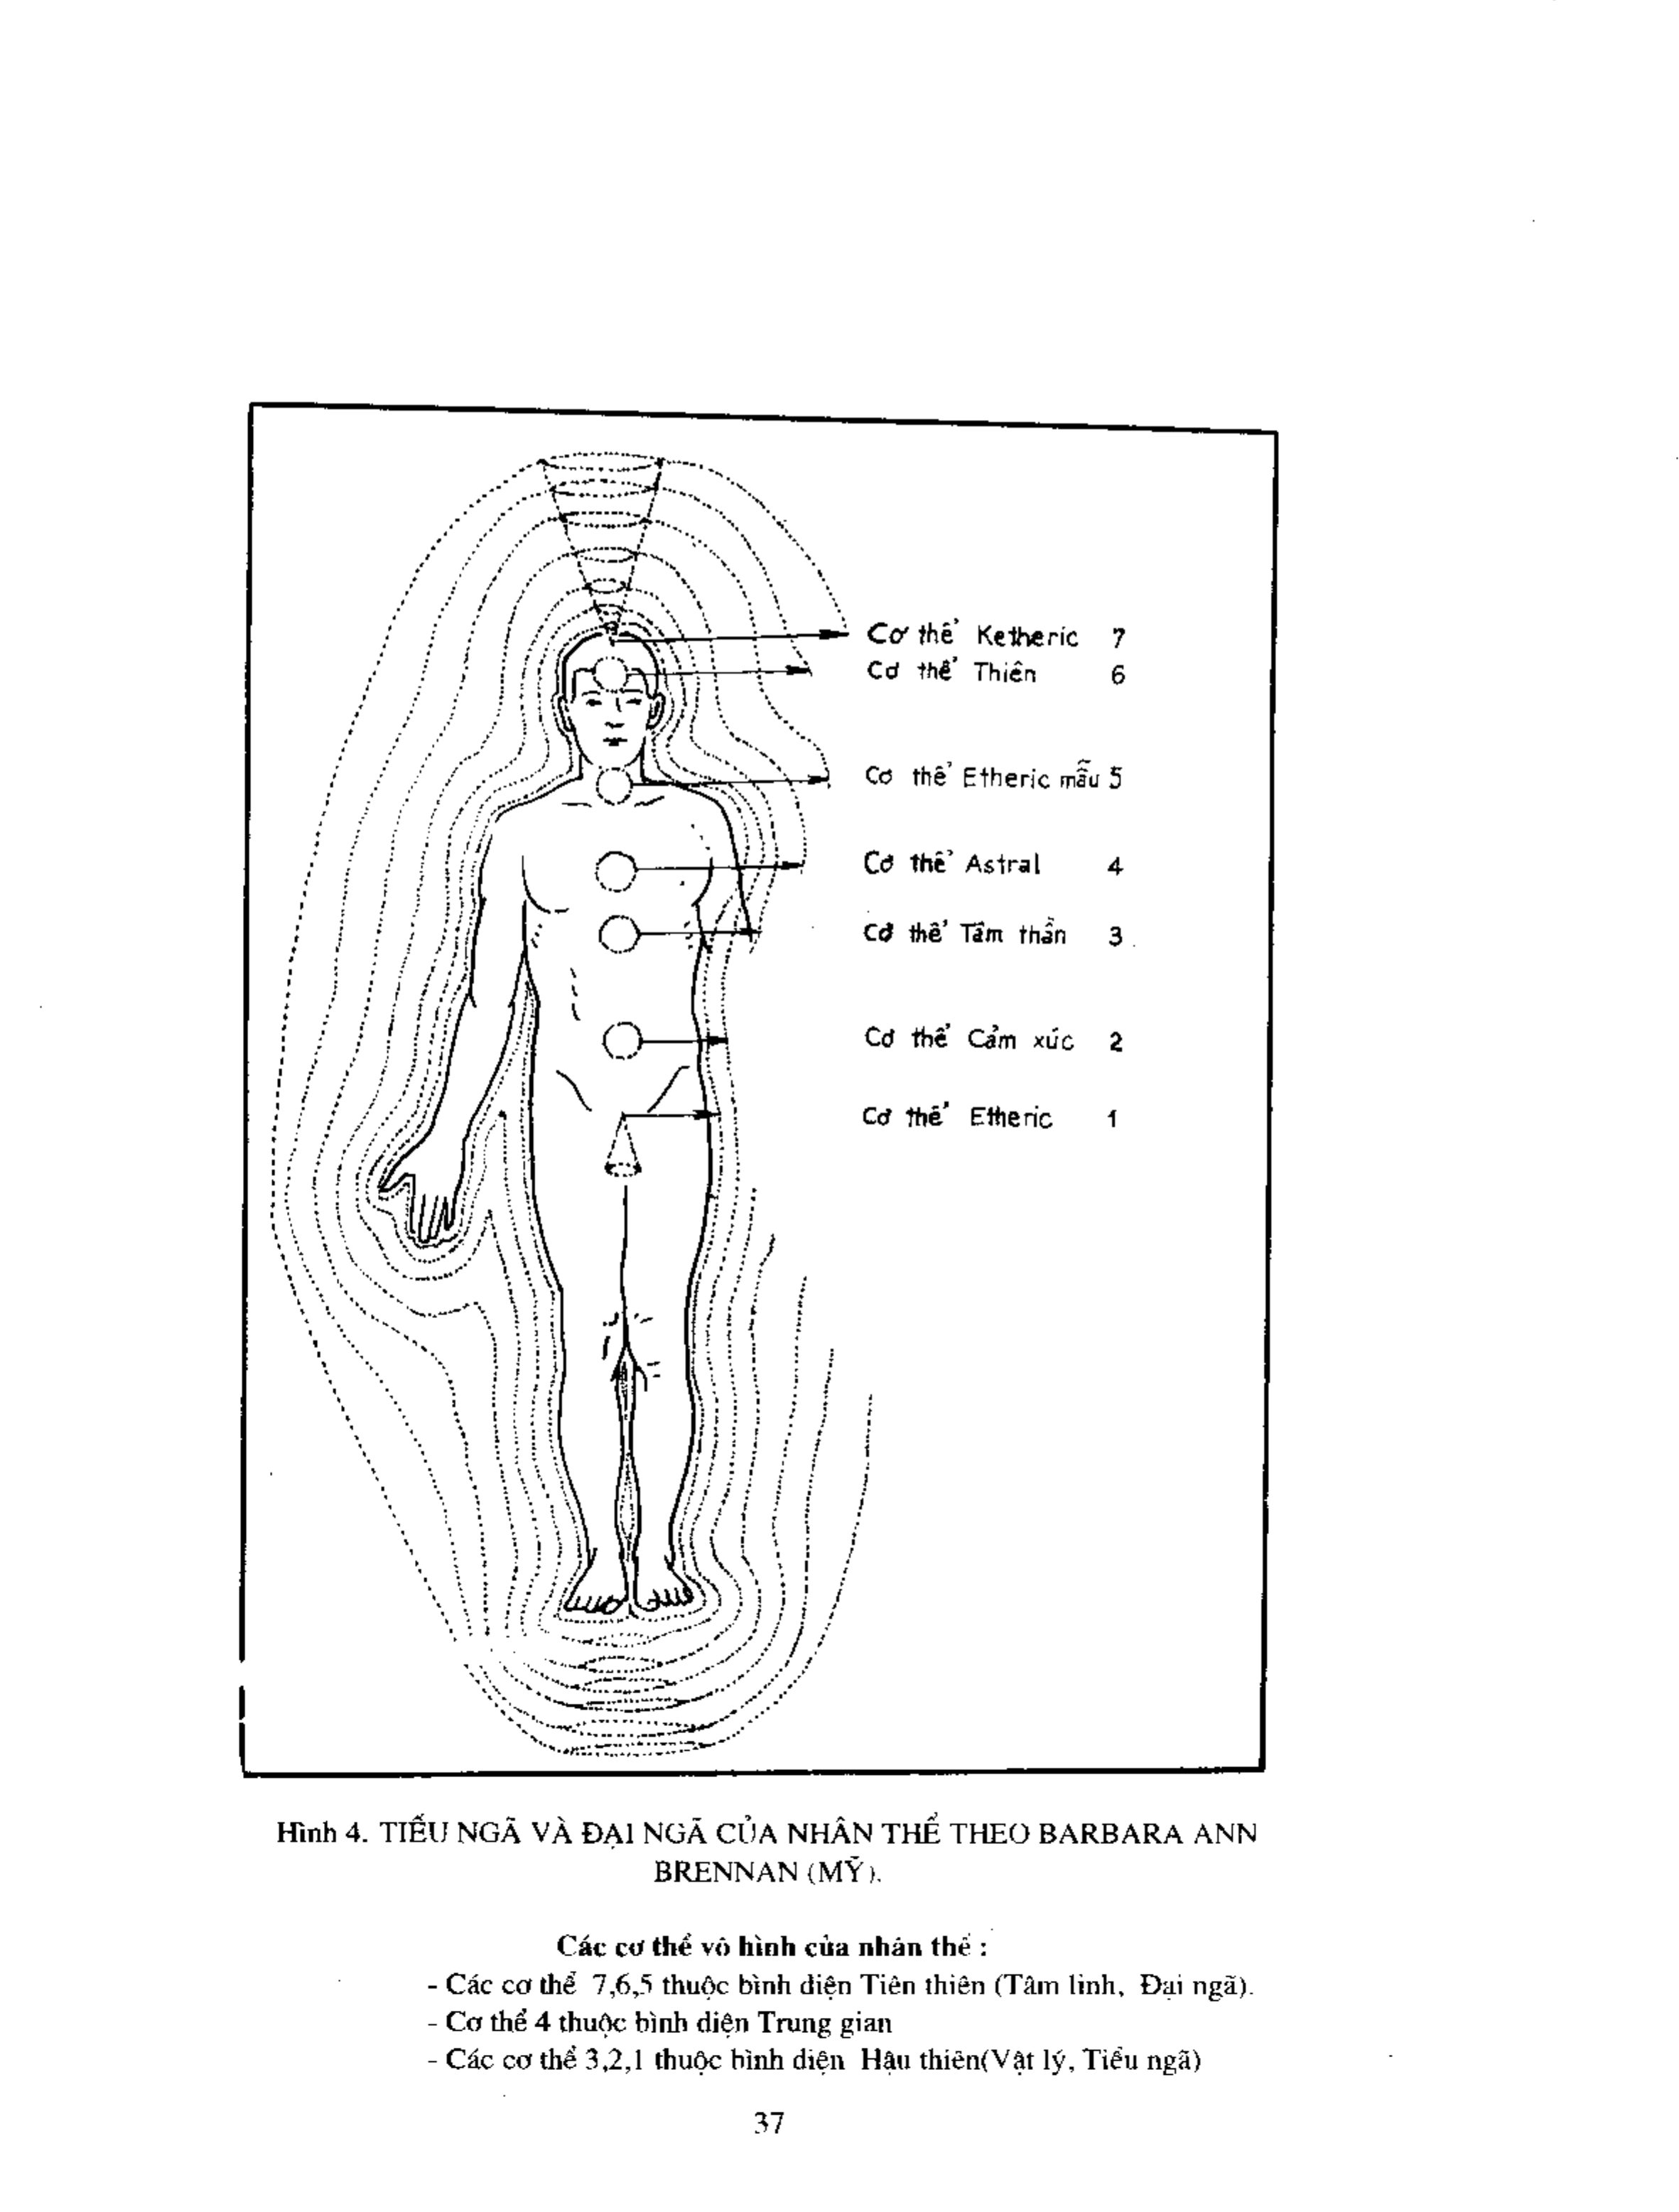 Cơ thể Ketheric 7
Cơ thể Thiên 6
Cơ thể Etheric mẫu 5
Cơ thể Astral 4
Cơ thể Tâm thần 3
Cơ thể Cảm xúc 2
Cơ thể Etheric 1
Hình 4. TIỂU NGÃ VÀ ĐẠI NGÃ CỦA NHÂN THỂ THEO BARBARA ANN
BRENNAN (MỸ).
Các cơ thể vô hình của nhân thể :
- Các cơ thể 7,6,5 thuộc bình diện Tiên thiên (Tâm linh, Đại ngã).
- Cơ thể 4 thuộc bình diện Trung gian
- Các cơ thể 3,2,1 thuộc bình diện Hậu thiên(Vật lý, Tiểu ngã)
37